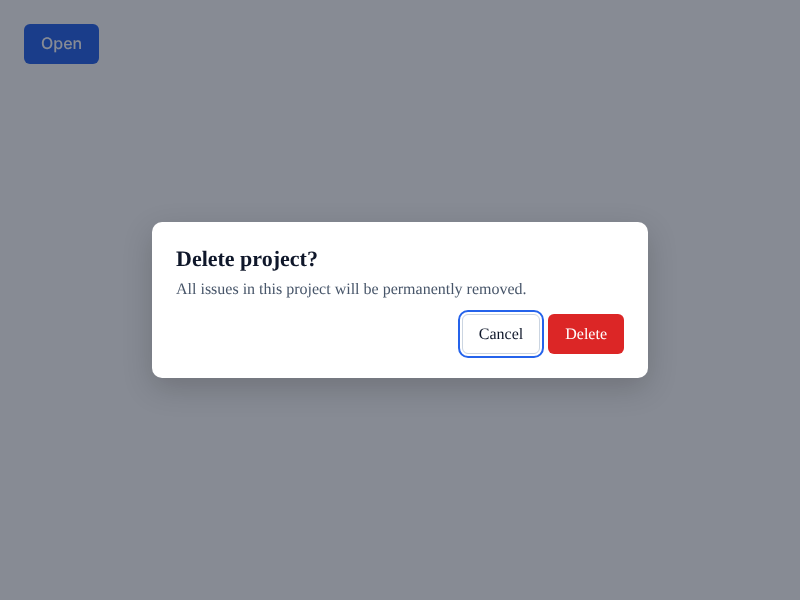 Open
Delete project?
All issues in this project will be permanently removed.
Cancel
Delete